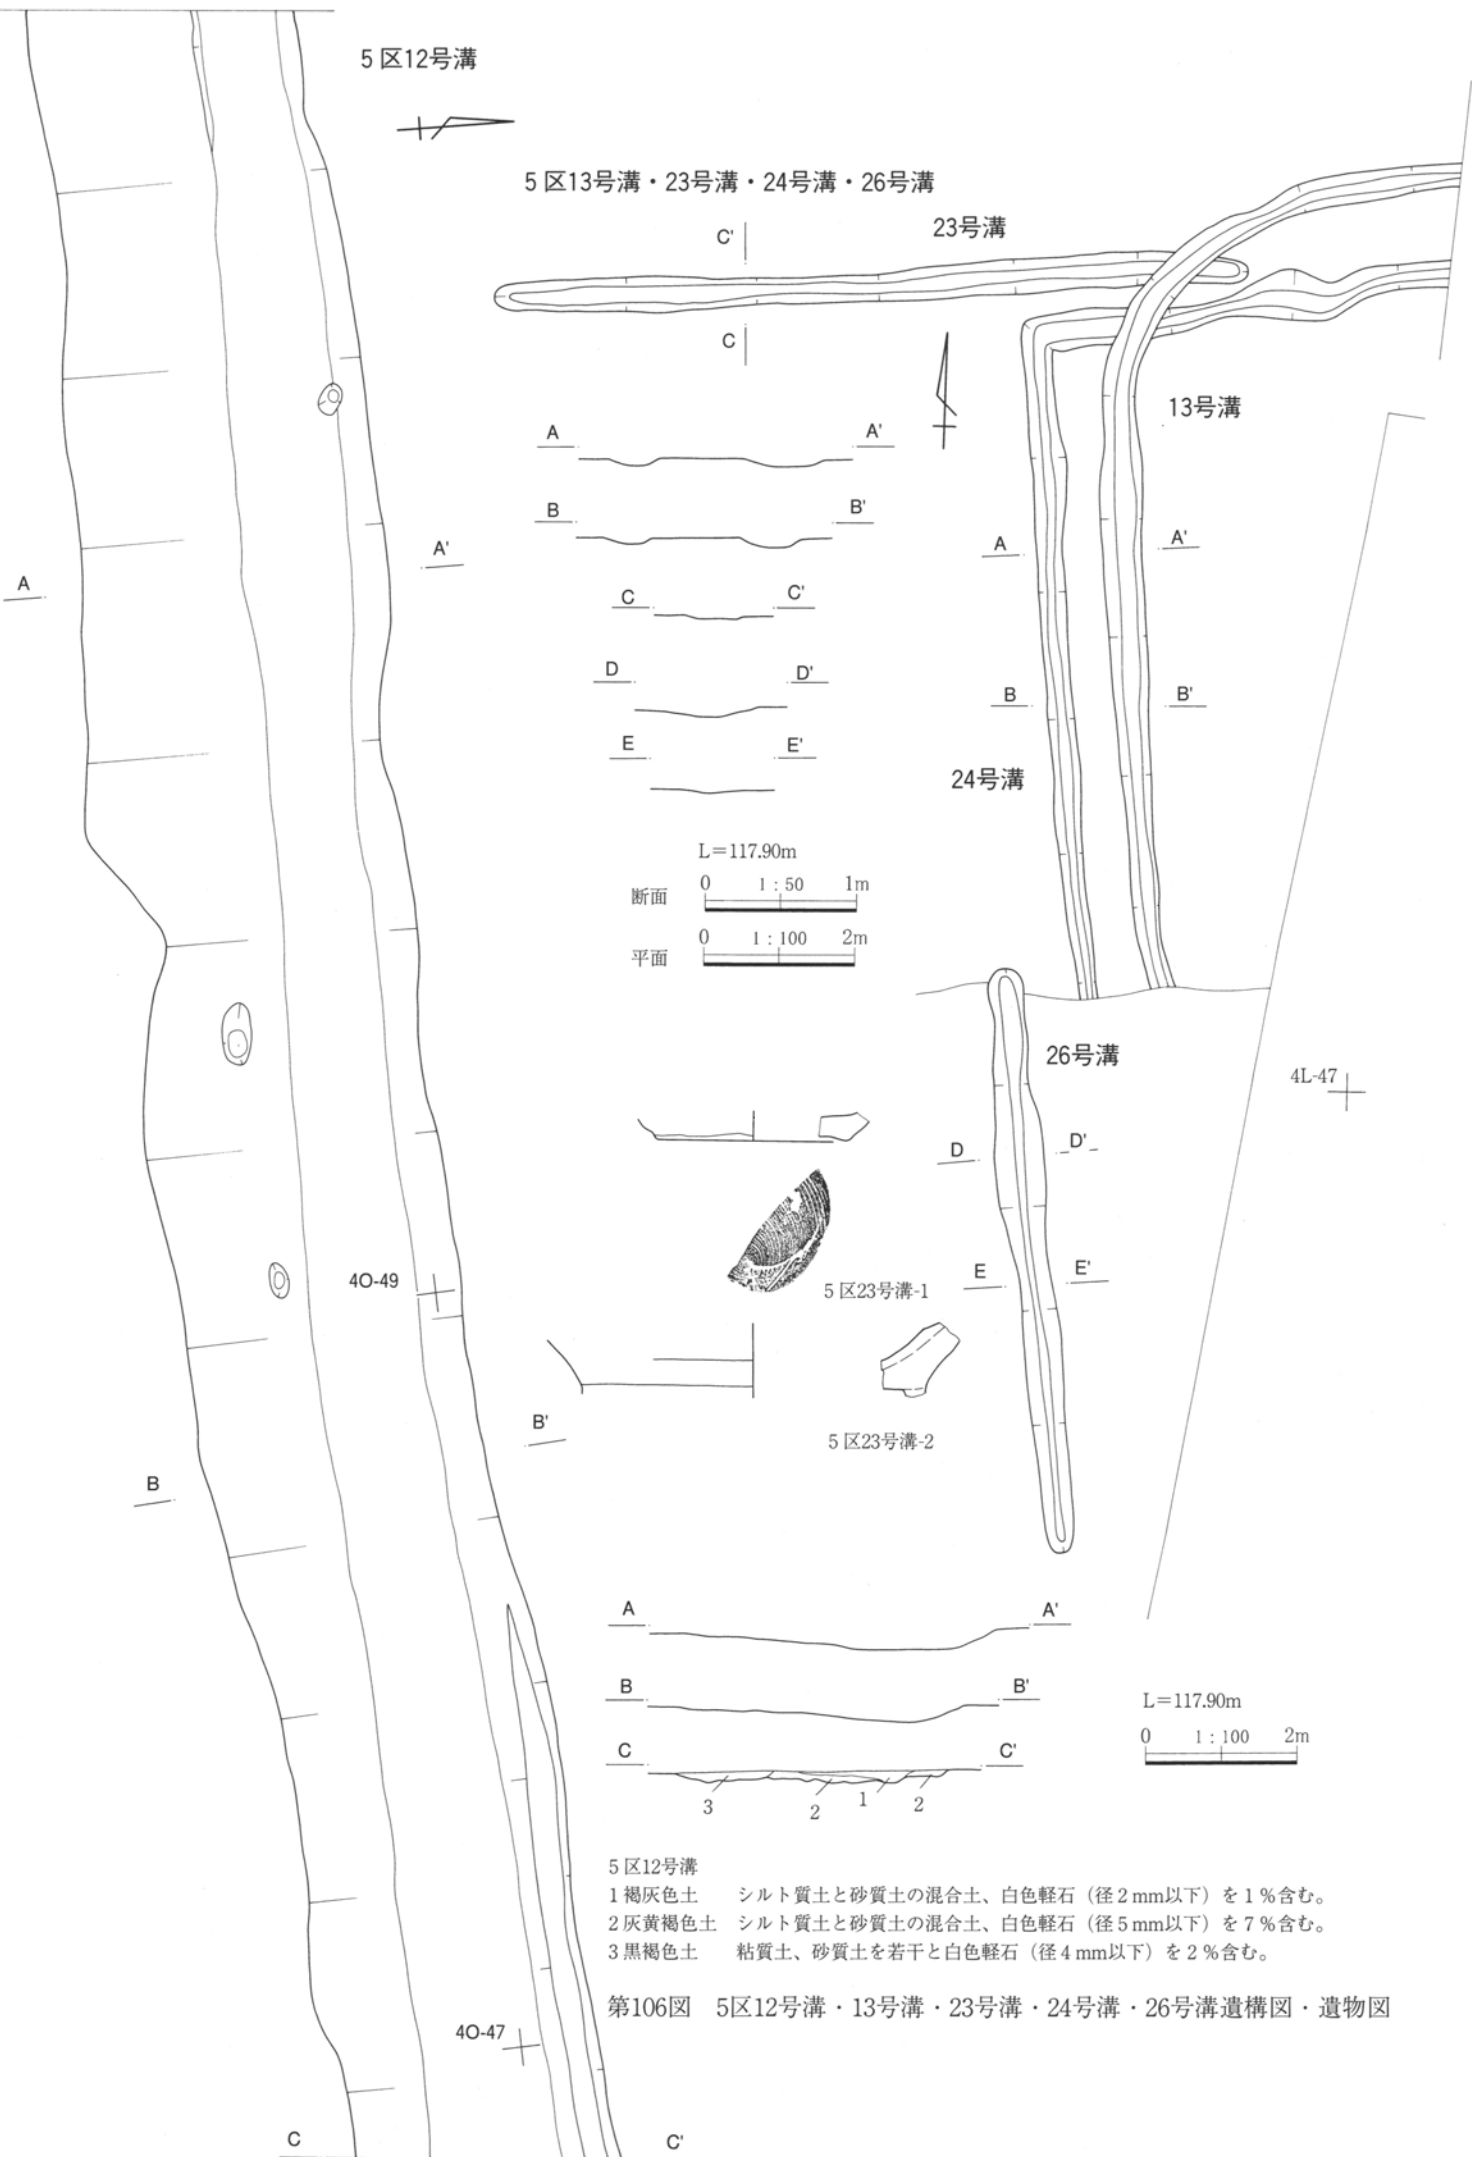 5区12号溝
5区13号溝・23号溝・24号溝・26号溝
C'
23号溝
C
13号溝
A A'
B B'
C C'
D D'
E E'
A A'
B B'
24号溝
A'
A
L=117.90m
断面 0 1:50 1m
平面 0 1:100 2m
26号溝
4L-47
D D'
E E'
5区23号溝-1
4O-49
5区23号溝-2
B'
B
A A'
B B'
C C'
3 2 1 2
L=117.90m
0 1:100 2m
5区12号溝
1褐灰色土 シルト質土と砂質土の混合土、白色軽石（径2mm以下）を1%含む。
2灰黄褐色土 シルト質土と砂質土の混合土、白色軽石（径5mm以下）を7%含む。
3黒褐色土 粘質土、砂質土を若干と白色軽石（径4mm以下）を2%含む。
第106図 5区12号溝・13号溝・23号溝・24号溝・26号溝遺構図・遺物図
4O-47
C C'